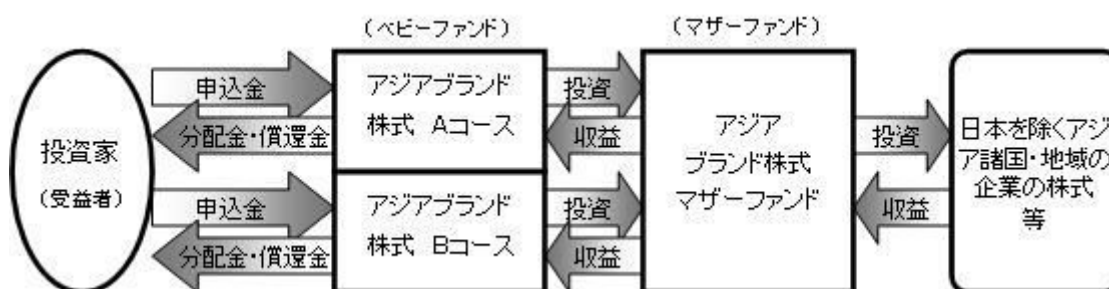 (ベビーファンド)
(マザーファンド)
投資家
(受益者)
申込金
分配金・償還金
アジアブランド
株式 Aコース
投資
収益
申込金
分配金・償還金
アジアブランド
株式 Bコース
投資
収益
アジア
ブランド株式
マザーファンド
投資
収益
日本を除くアジ
ア諸国・地域の
企業の株式
等